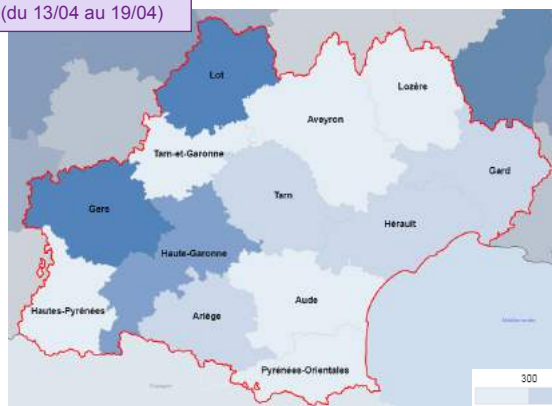 (du 13/04 au 19/04)
Lot
Lozère
Aveyron
Tarn-et-Garonne
Gard
Tarn
Gers
Hérault
Haute-Garonne
Aude
Hautes-Pyrénées
Ariège
Pyrénées-Orientales
300